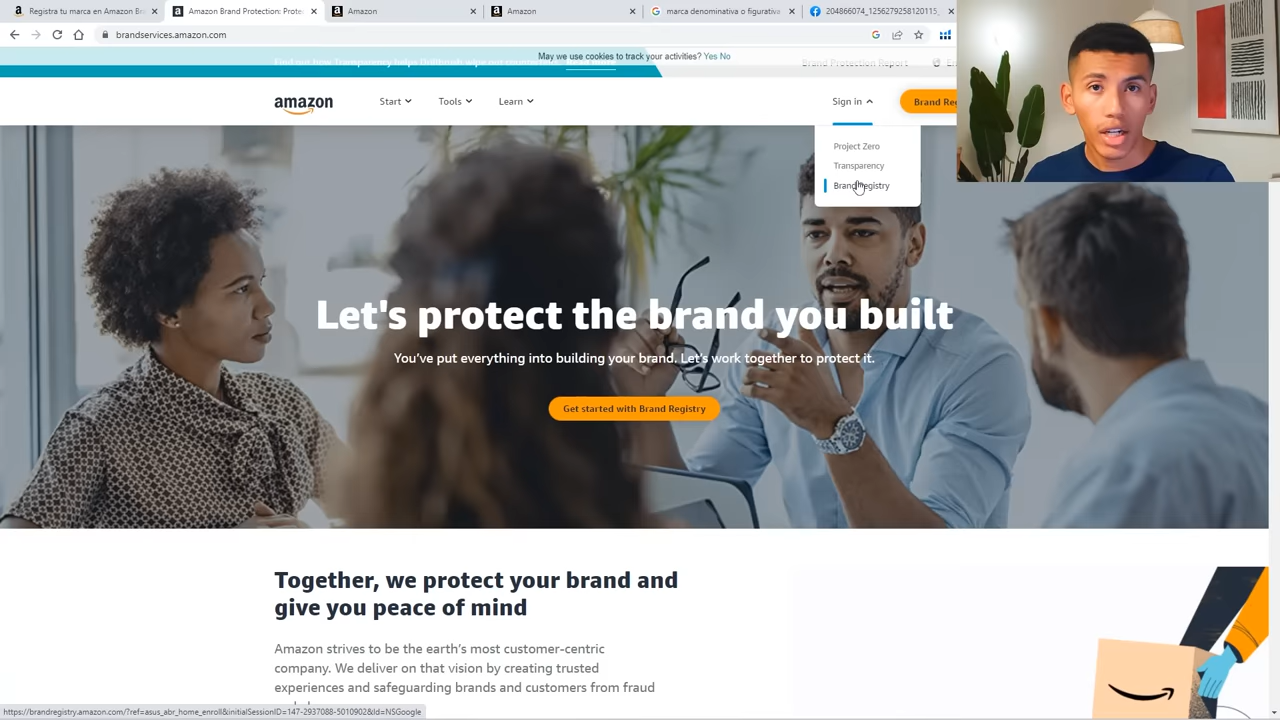 Registra tu marca en Amazon Br
Amazon Brand Protection: Prote
Amazon
Amazon
marca denominativa o figurativa
204866074_1256279258120115_
brandservices.amazon.com
May we use cookies to track your activities? Yes No
Brand Protection Report
En
amazon
Start
Tools
Learn
Sign in
Brand Reg
Project Zero
Transparency
Brand Registry
Let's protect the brand you built
You've put everything into building your brand. Let's work together to protect it.
Get started with Brand Registry
Together, we protect your brand and
give you peace of mind
Amazon strives to be the earth's most customer-centric
company. We deliver on that vision by creating trusted
experiences and safeguarding brands and customers from fraud
https://brandregistry.amazon.com/?ref=asus_abr_home_enroll&initialSessionID=147-2937088-5010902&ld=NSGoogle